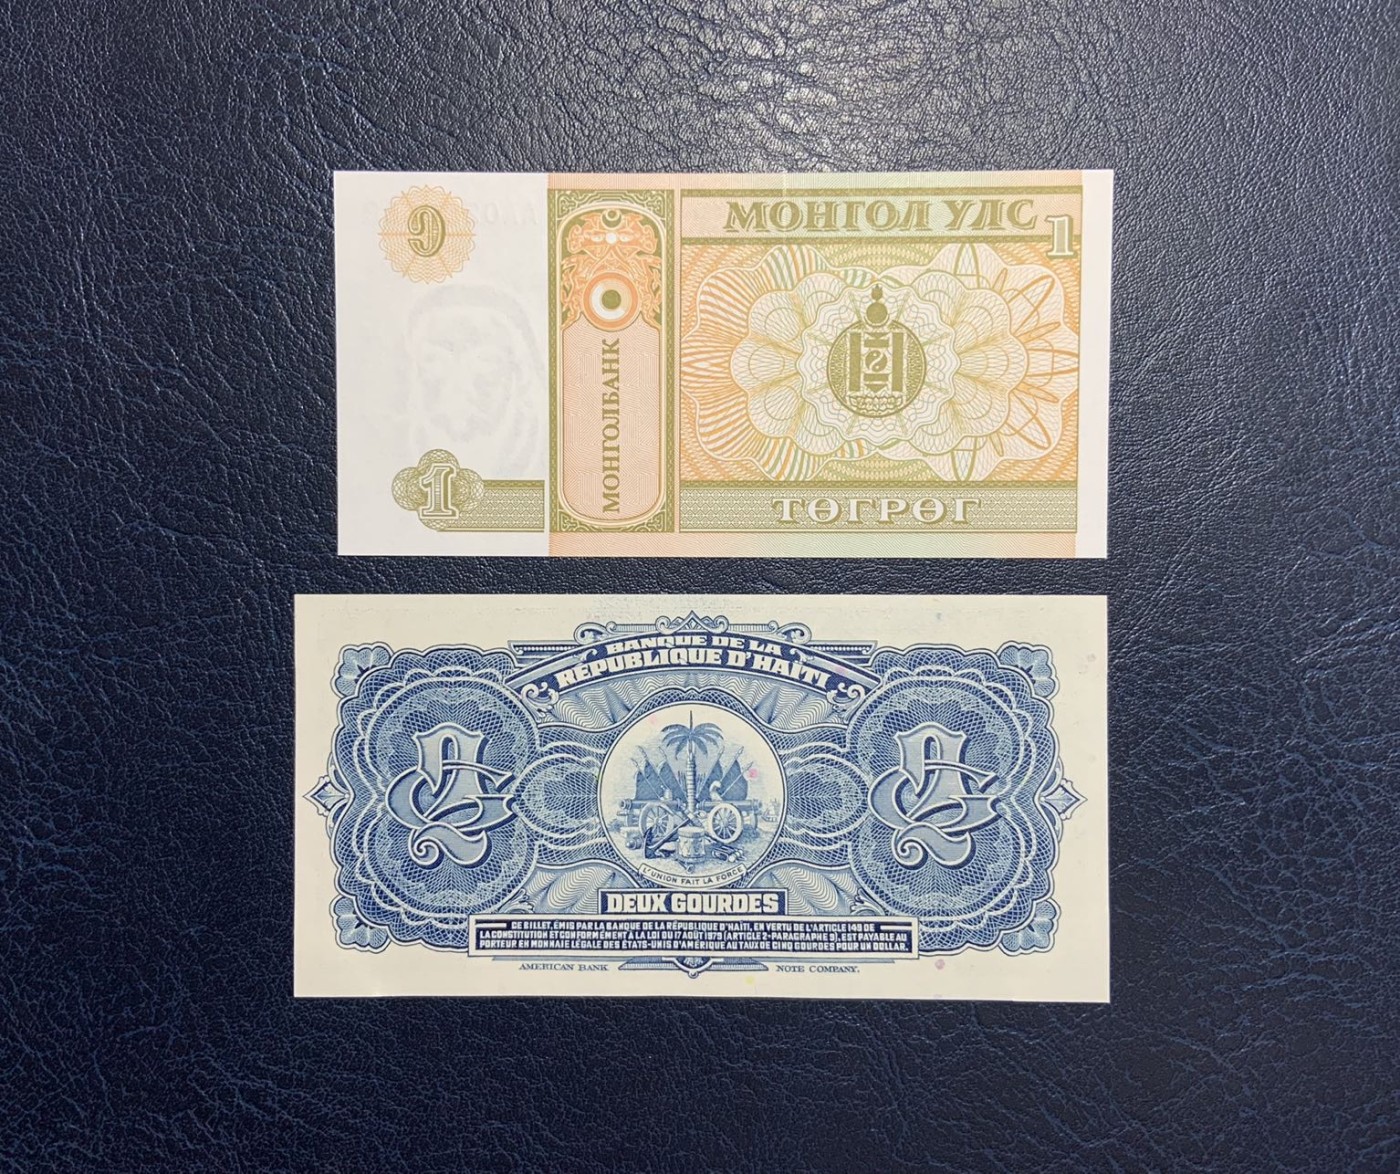 МОНГОЛ УЛС
1
МОНГОЛБАНК
1
ТӨГРӨГ
BANQUE DE LA
RÉPUBLIQUE D'HAÏTI
2 G
2 G
L'UNION FAIT LA FORCE
DEUX GOURDES
CE BILLET, EMIS PAR LA BANQUE DE LA RÉPUBLIQUE D'HAÏTI, EN VERTU DE L'ARTICLE 148 DE
LA CONSTITUTION ET CONFORMÉMENT À LA LOI DU 17 AOÛT 1979 (ARTICLE 2-PARAGRAPHE 9), EST PAYABLE AU
PORTEUR EN MONNAIE LÉGALE DES ÉTATS-UNIS D'AMÉRIQUE AU TAUX DE CINQ GOURDES POUR UN DOLLAR.
AMERICAN BANK NOTE COMPANY.